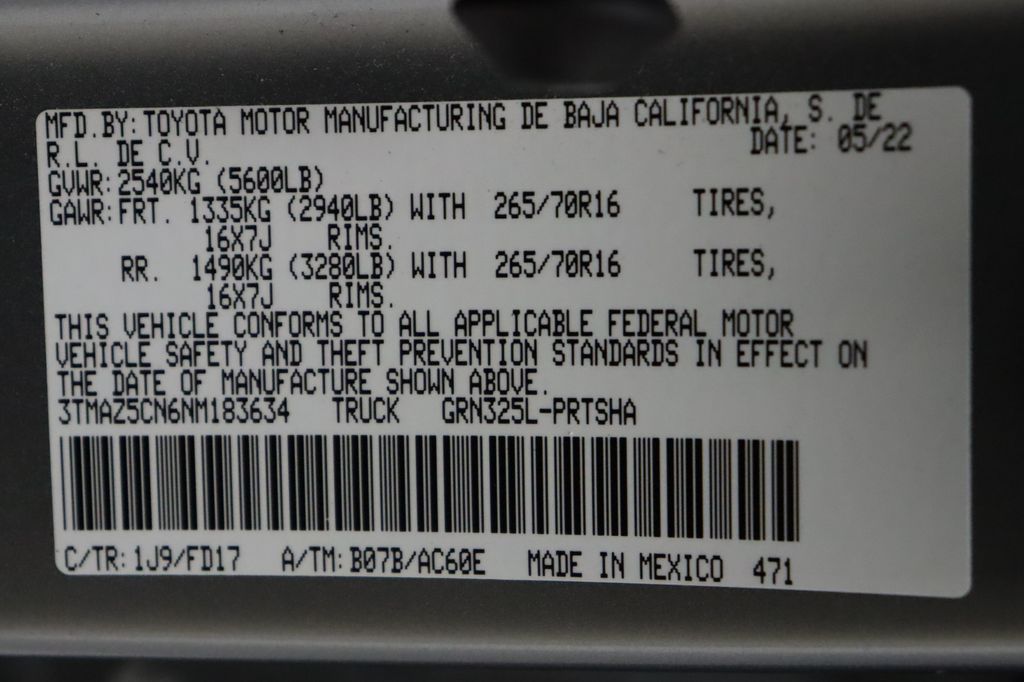 MFD.BY:TOYOTA MOTOR MANUFACTURING DE BAJA CALIFORNIA, S. DE
R.L. DE C.V. DATE: 05/22
GVWR:2540KG (5600LB)
GAWR:FRT. 1335KG (2940LB) WITH 265/70R16 TIRES,
16X7J RIMS.
RR. 1490KG (3280LB) WITH 265/70R16 TIRES,
16X7J RIMS.
THIS VEHICLE CONFORMS TO ALL APPLICABLE FEDERAL MOTOR
VEHICLE SAFETY AND THEFT PREVENTION STANDARDS IN EFFECT ON
THE DATE OF MANUFACTURE SHOWN ABOVE.
3TMAZ5CN6NM183634 TRUCK GRN325L-PRTSHA
C/TR:1J9/FD17 A/TM:B07B/AC60E MADE IN MEXICO 471